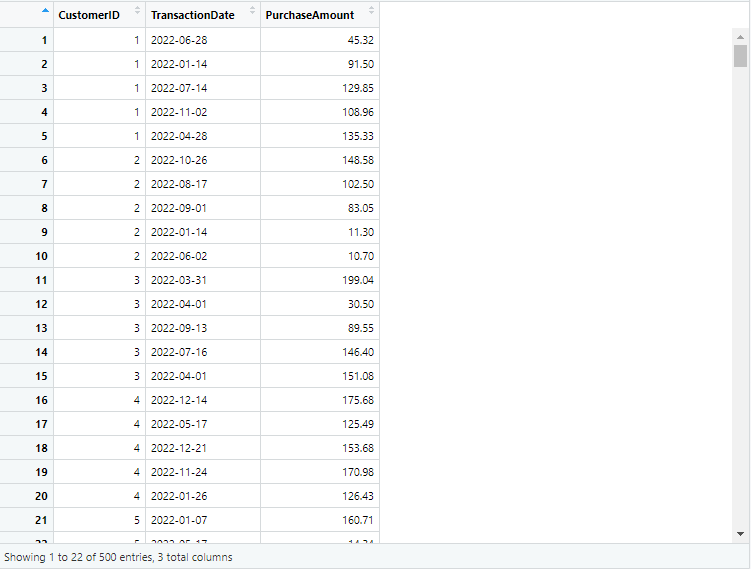 CustomerID TransactionDate PurchaseAmount
1 1 2022-06-28 45.32
2 1 2022-01-14 91.50
3 1 2022-07-14 129.85
4 1 2022-11-02 108.96
5 1 2022-04-28 135.33
6 2 2022-10-26 148.58
7 2 2022-08-17 102.50
8 2 2022-09-01 83.05
9 2 2022-01-14 11.30
10 2 2022-06-02 10.70
11 3 2022-03-31 199.04
12 3 2022-04-01 30.50
13 3 2022-09-13 89.55
14 3 2022-07-16 146.40
15 3 2022-04-01 151.08
16 4 2022-12-14 175.68
17 4 2022-05-17 125.49
18 4 2022-12-21 153.68
19 4 2022-11-24 170.98
20 4 2022-01-26 126.43
21 5 2022-01-07 160.71
Showing 1 to 22 of 500 entries, 3 total columns